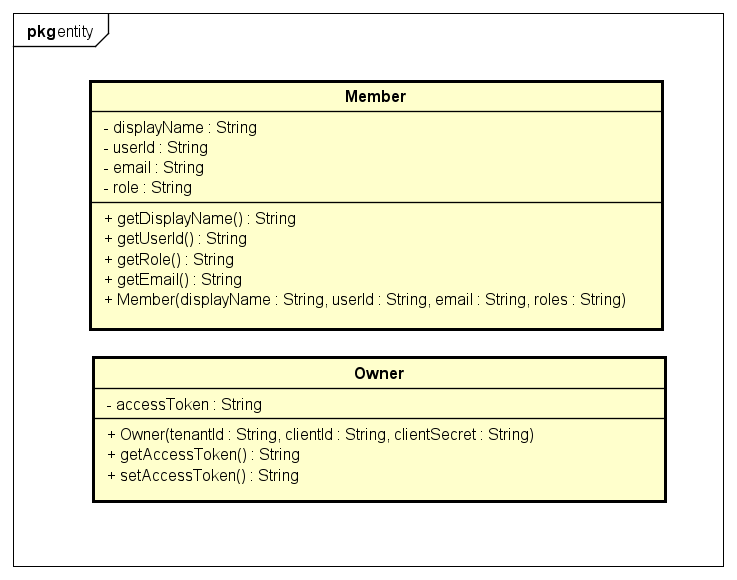 pkg entity
Member
- displayName : String
- userId : String
- email : String
- role : String
+ getDisplayName() : String
+ getUserId() : String
+ getRole() : String
+ getEmail() : String
+ Member(displayName : String, userId : String, email : String, roles : String)
Owner
- accessToken : String
+ Owner(tenantId : String, clientId : String, clientSecret : String)
+ getAccessToken() : String
+ setAccessToken() : String